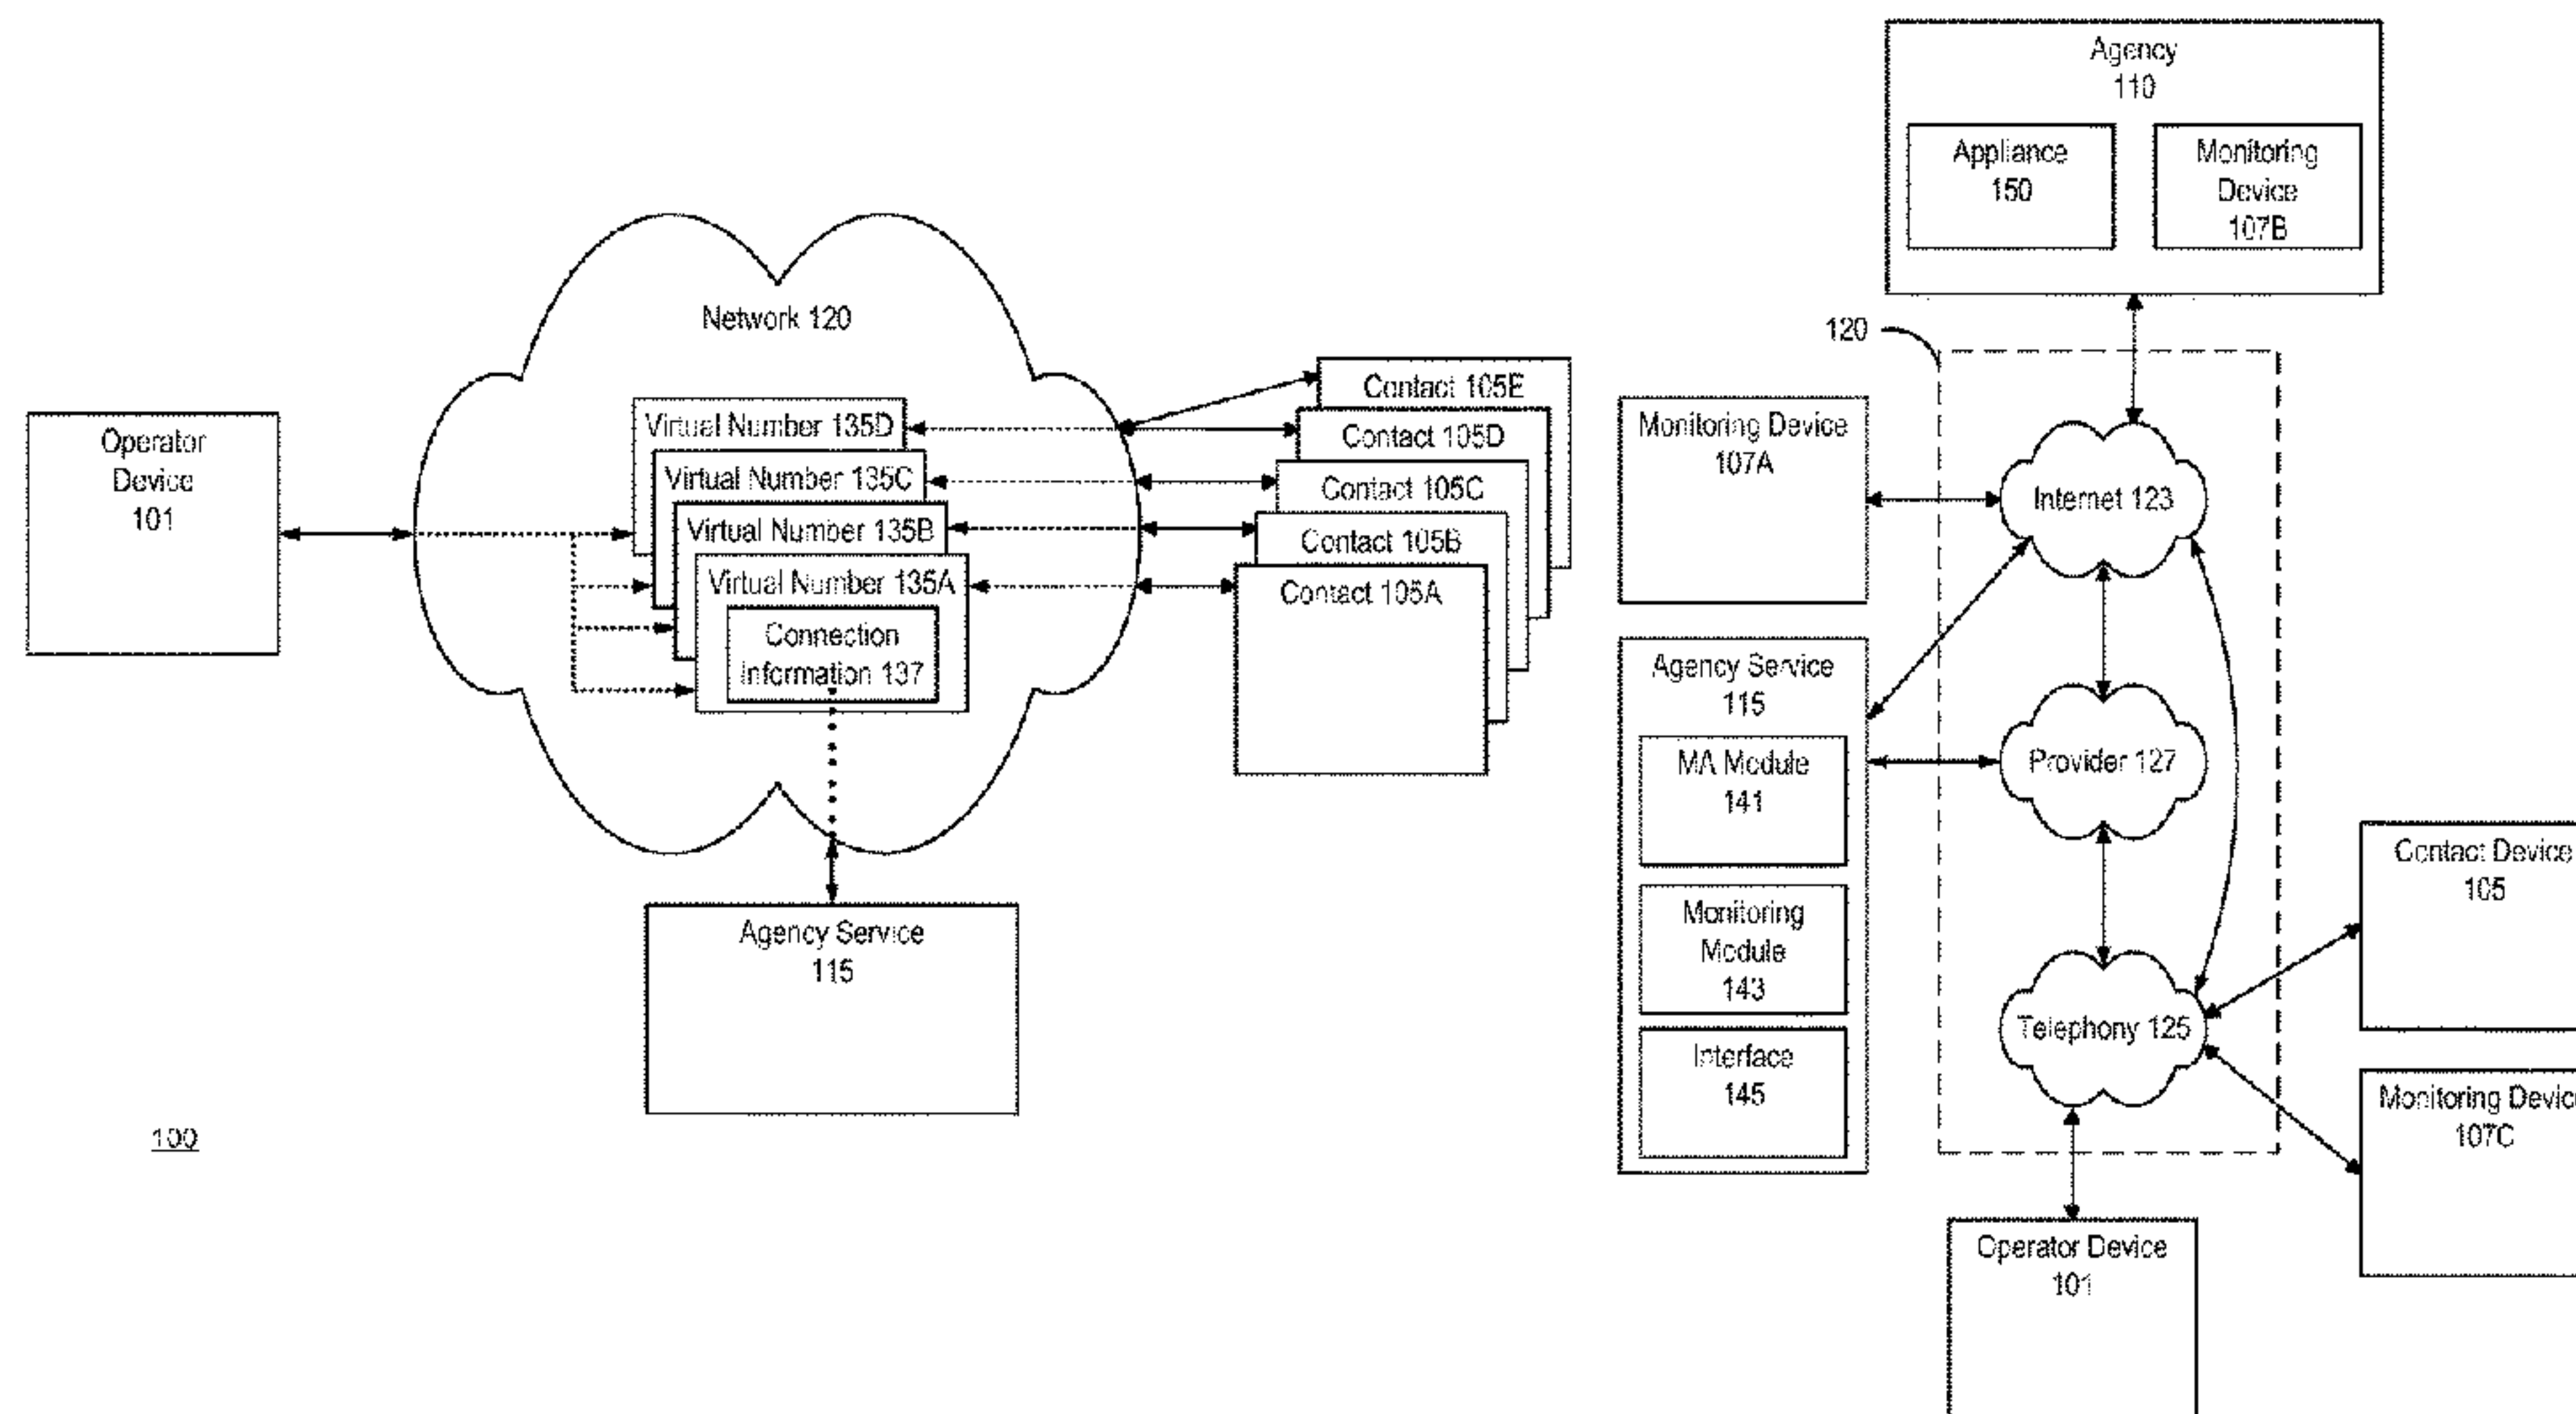 Operator
Device
101
Network 120
Virtual Number 135D
Virtual Number 135C
Virtual Number 135B
Virtual Number 135A
Connection
Information 137
Contact 105E
Contact 105D
Contact 105C
Contact 105B
Contact 105A
Agency Service
115
100
Agency
110
Appliance
150
Monitoring
Device
107B
120
Monitoring Device
107A
Internet 123
Agency Service
115
MA Module
141
Monitoring
Module
143
Interface
145
Provider 127
Telephony 125
Contact Device
105
Monitoring Device
107C
Operator Device
101